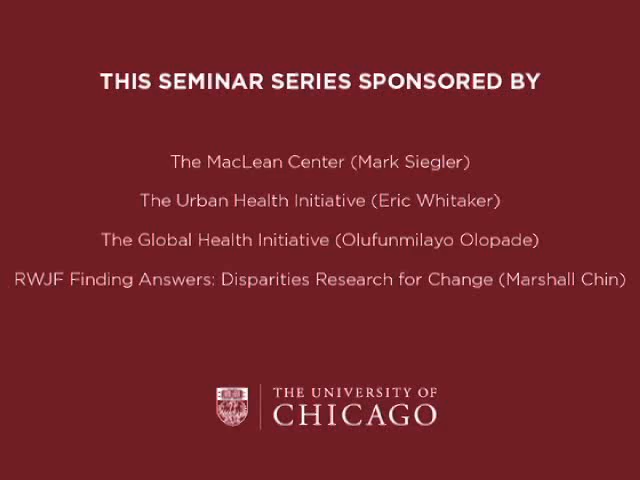 THIS SEMINAR SERIES SPONSORED BY
The MacLean Center (Mark Siegler)
The Urban Health Initiative (Eric Whitaker)
The Global Health Initiative (Olufunmilayo Olopade)
RWJF Finding Answers: Disparities Research for Change (Marshall Chin)
THE UNIVERSITY OF
CHICAGO